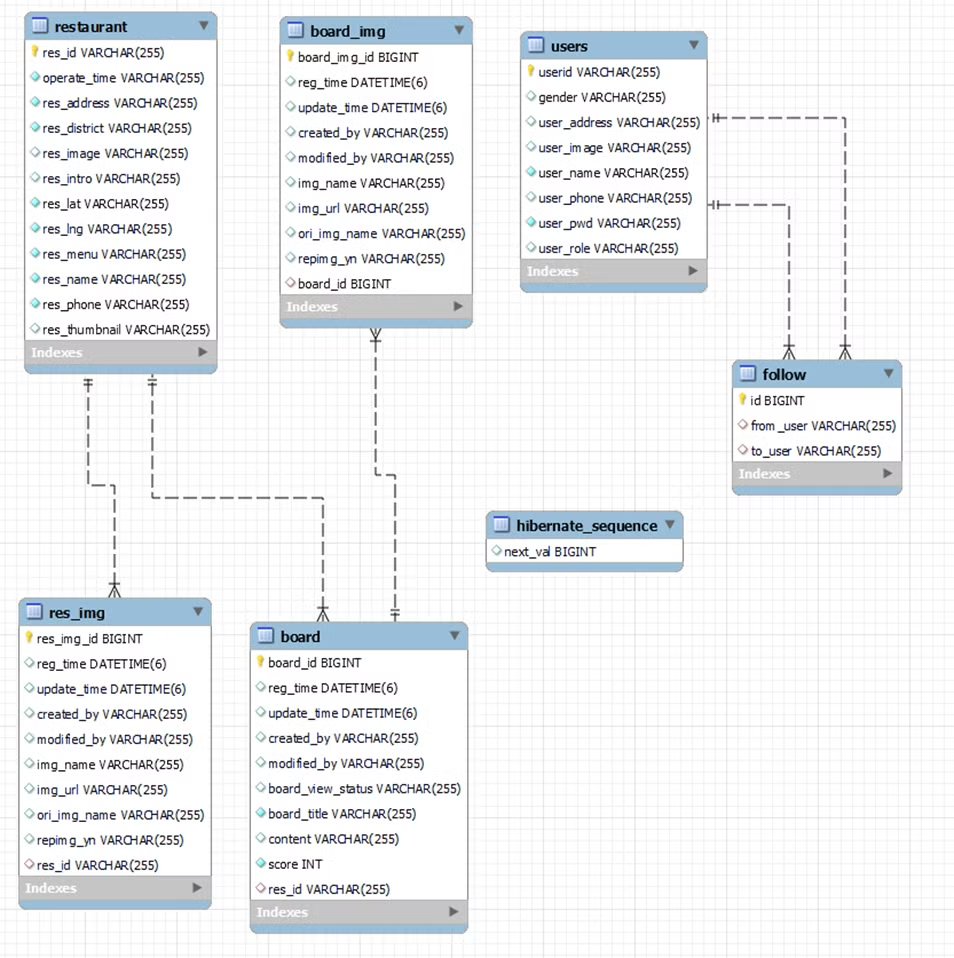 restaurant
res_id VARCHAR(255)
operate_time VARCHAR(255)
res_address VARCHAR(255)
res_district VARCHAR(255)
res_image VARCHAR(255)
res_intro VARCHAR(255)
res_lat VARCHAR(255)
res_lng VARCHAR(255)
res_menu VARCHAR(255)
res_name VARCHAR(255)
res_phone VARCHAR(255)
res_thumbnail VARCHAR(255)
Indexes
board_img
board_img_id BIGINT
reg_time DATETIME(6)
update_time DATETIME(6)
created_by VARCHAR(255)
modified_by VARCHAR(255)
img_name VARCHAR(255)
img_url VARCHAR(255)
ori_img_name VARCHAR(255)
repimg_yn VARCHAR(255)
board_id BIGINT
Indexes
users
userid VARCHAR(255)
gender VARCHAR(255)
user_address VARCHAR(255)
user_image VARCHAR(255)
user_name VARCHAR(255)
user_phone VARCHAR(255)
user_pwd VARCHAR(255)
user_role VARCHAR(255)
Indexes
follow
id BIGINT
from_user VARCHAR(255)
to_user VARCHAR(255)
Indexes
hibernate_sequence
next_val BIGINT
res_img
res_img_id BIGINT
reg_time DATETIME(6)
update_time DATETIME(6)
created_by VARCHAR(255)
modified_by VARCHAR(255)
img_name VARCHAR(255)
img_url VARCHAR(255)
ori_img_name VARCHAR(255)
repimg_yn VARCHAR(255)
res_id VARCHAR(255)
Indexes
board
board_id BIGINT
reg_time DATETIME(6)
update_time DATETIME(6)
created_by VARCHAR(255)
modified_by VARCHAR(255)
board_view_status VARCHAR(255)
board_title VARCHAR(255)
content VARCHAR(255)
score INT
res_id VARCHAR(255)
Indexes